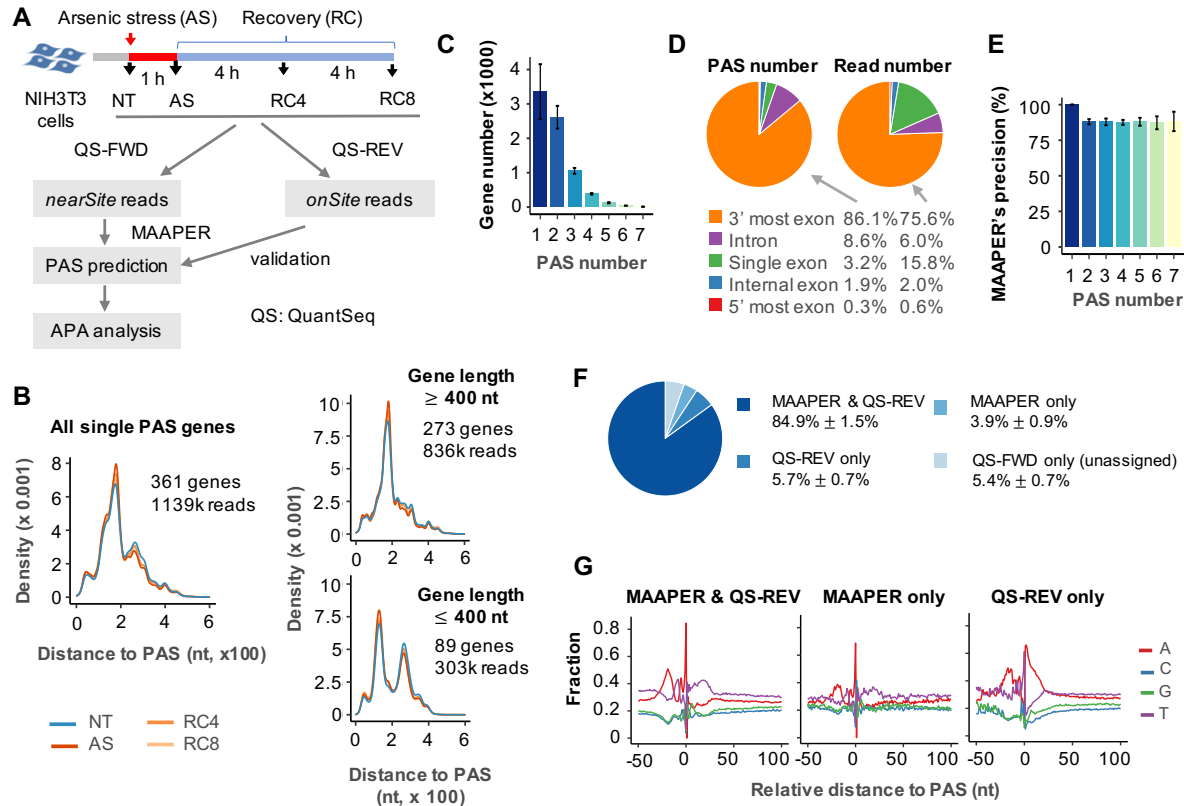 A
Arsenic stress (AS)
Recovery (RC)
1 h
4 h
4 h
NIH3T3
cells
NT
AS
RC4
RC8
QS-FWD
QS-REV
nearSite reads
onSite reads
MAAPER
PAS prediction
validation
APA analysis
QS: QuantSeq
B
All single PAS genes
361 genes
1139k reads
Density (x 0.001)
8
6
4
2
0
0 2 4 6
Distance to PAS (nt, x100)
Gene length
≥ 400 nt
273 genes
836k reads
Density (x 0.001)
10
7.5
5
2.5
0
0 2 4 6
Gene length
≤ 400 nt
89 genes
303k reads
10
7.5
5
2.5
0
0 2 4 6
Distance to PAS
(nt, x 100)
NT
RC4
AS
RC8
C
Gene number (x1000)
4
3
2
1
0
1 2 3 4 5 6 7
PAS number
D
PAS number
Read number
3’ most exon 86.1% 75.6%
Intron 8.6% 6.0%
Single exon 3.2% 15.8%
Internal exon 1.9% 2.0%
5’ most exon 0.3% 0.6%
E
MAAPER's precision (%)
100
75
50
25
0
1 2 3 4 5 6 7
PAS number
F
MAAPER & QS-REV
84.9% ± 1.5%
MAAPER only
3.9% ± 0.9%
QS-REV only
5.7% ± 0.7%
QS-FWD only (unassigned)
5.4% ± 0.7%
G
MAAPER & QS-REV
MAAPER only
QS-REV only
Fraction
0.8
0.6
0.4
0.2
0
-50 0 50 100
-50 0 50 100
-50 0 50 100
Relative distance to PAS (nt)
A
C
G
T